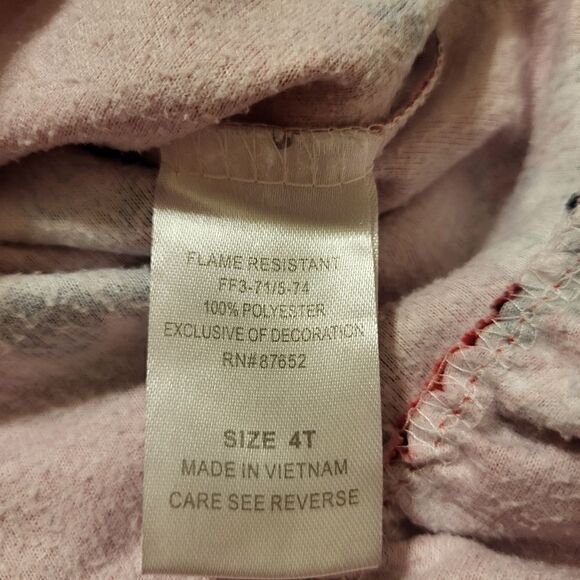 FLAME RESISTANT
FF3-71/5-74
100% POLYESTER
EXCLUSIVE OF DECORATION
RN#87652
SIZE 4T
MADE IN VIETNAM
CARE SEE REVERSE